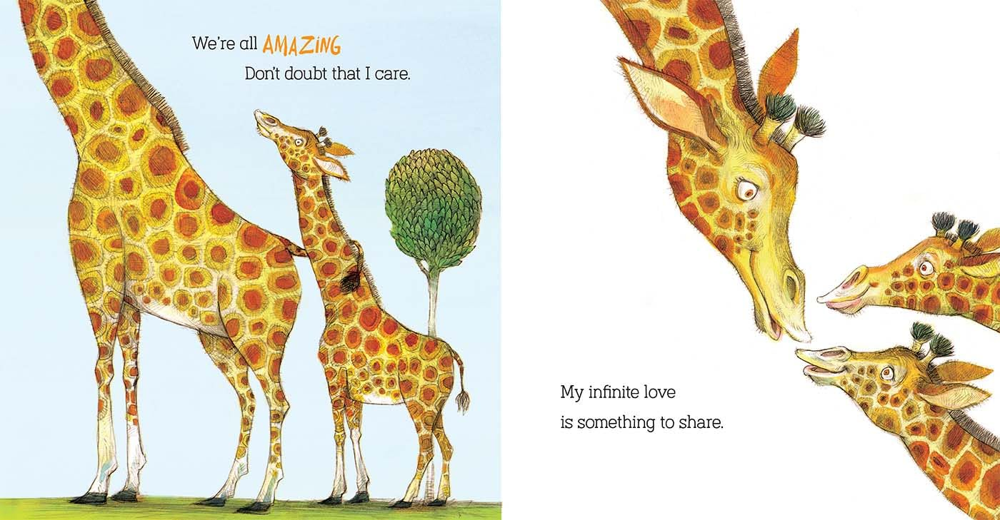 We're all AMAZING
Don't doubt that I care.
My infinite love
is something to share.